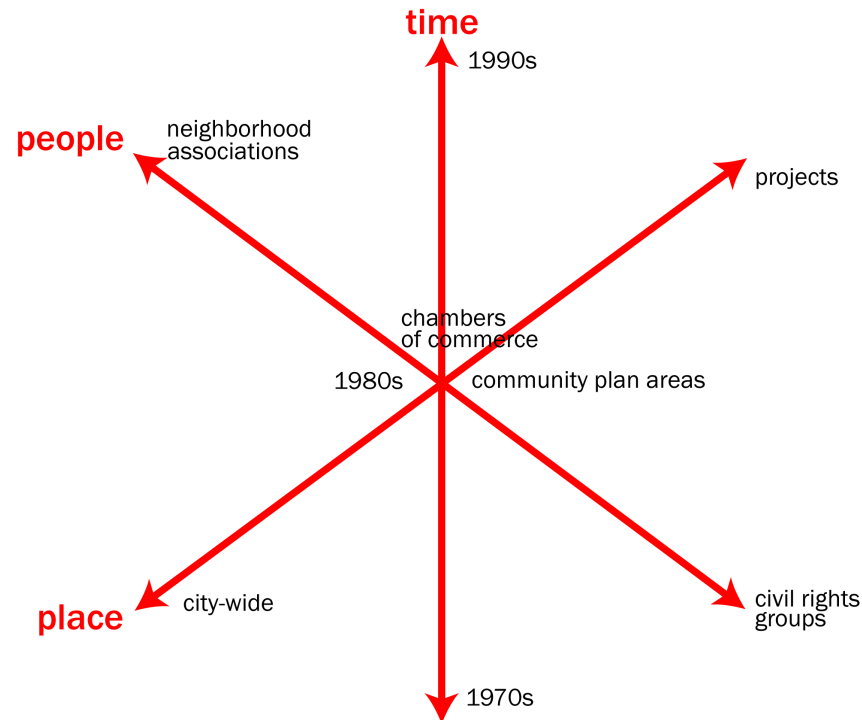 time
1990s
people
neighborhood
associations
projects
chambers
of commerce
1980s
community plan areas
place
city-wide
civil rights
groups
1970s